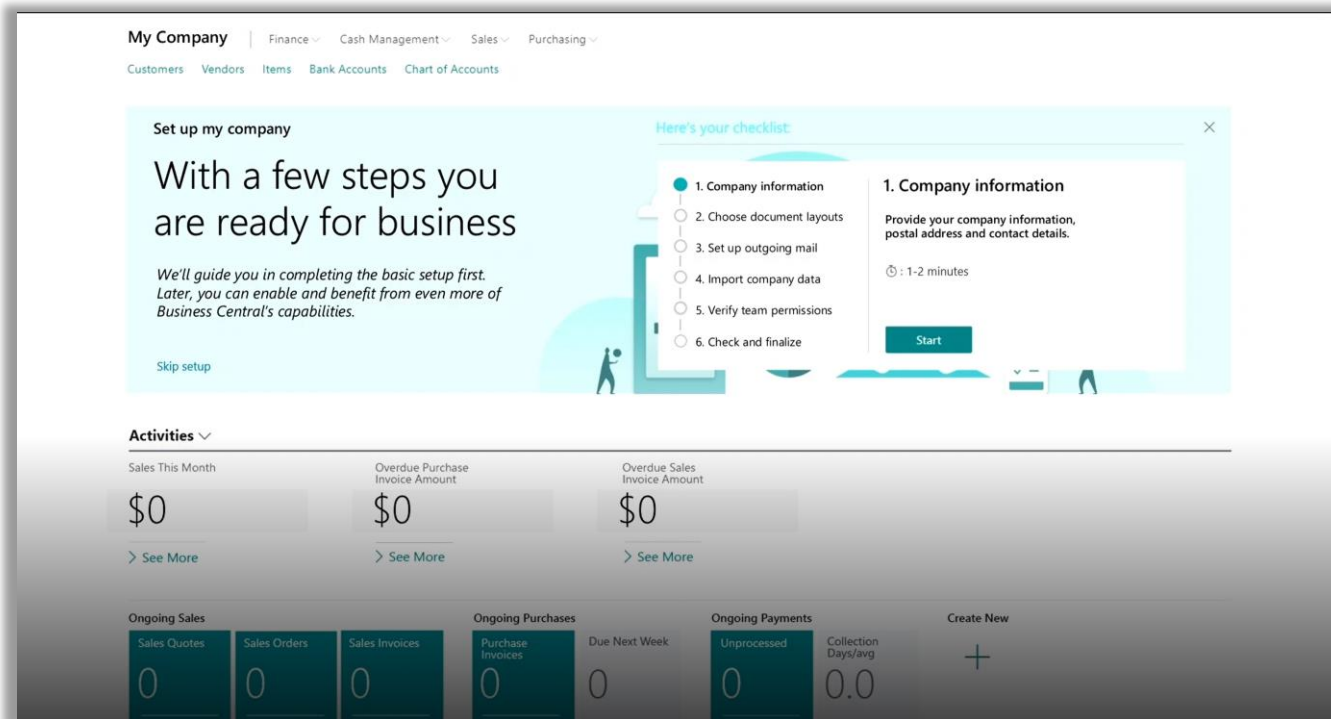 My Company
Finance
Cash Management
Sales
Purchasing
Customers
Vendors
Items
Bank Accounts
Chart of Accounts
Set up my company
With a few steps you
are ready for business
We'll guide you in completing the basic setup first.
Later, you can enable and benefit from even more of
Business Central's capabilities.
Skip setup
Here's your checklist:
1. Company information
2. Choose document layouts
3. Set up outgoing mail
4. Import company data
5. Verify team permissions
6. Check and finalize
1. Company information
Provide your company information,
postal address and contact details.
: 1-2 minutes
Start
Activities
Sales This Month
$0
See More
Overdue Purchase
Invoice Amount
$0
See More
Overdue Sales
Invoice Amount
$0
See More
Ongoing Sales
Sales Quotes
0
Sales Orders
0
Sales Invoices
0
Ongoing Purchases
Purchase
Invoices
0
Due Next Week
0
Ongoing Payments
Unprocessed
0
Collection
Days/avg
0.0
Create New